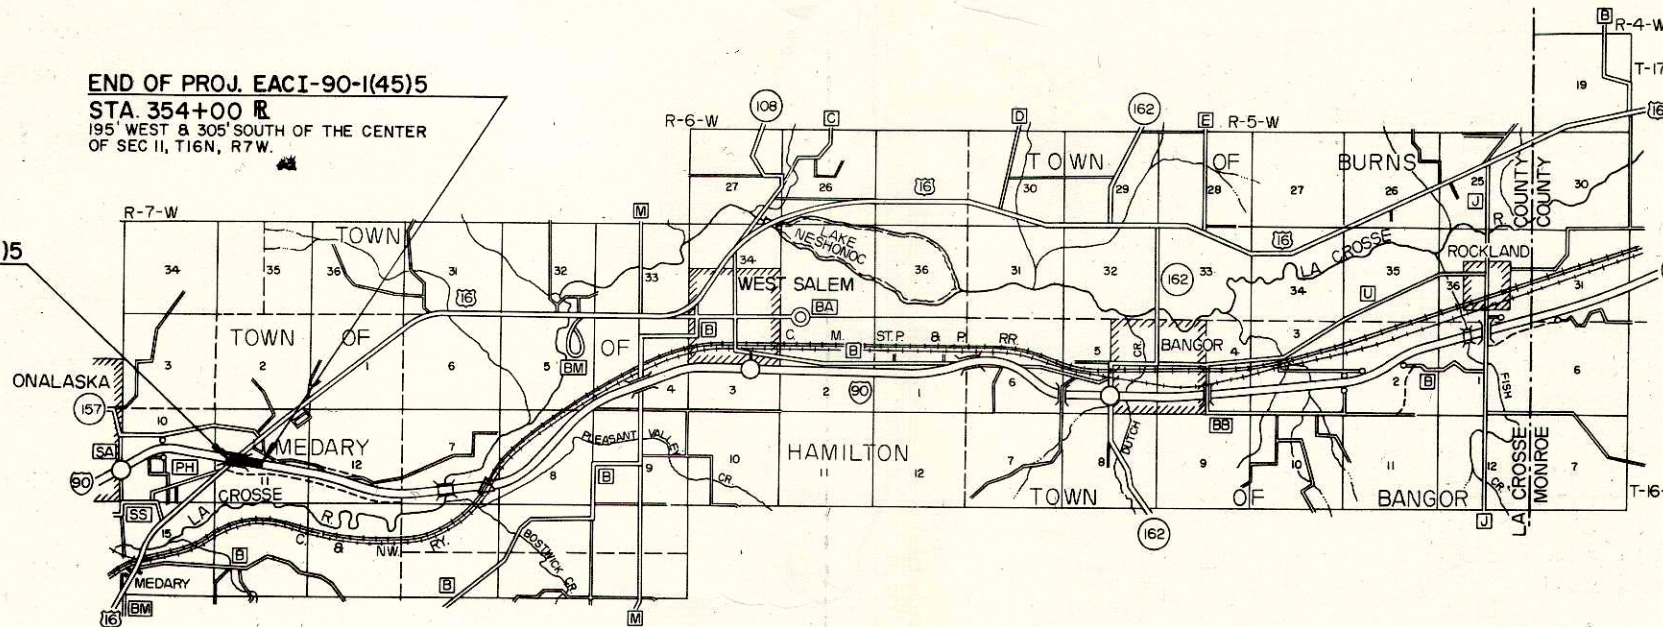 END OF PROJ. EACI-90-1(45)5
STA. 354+00 RL
195' WEST & 305' SOUTH OF THE CENTER
OF SEC 11, T16N, R7W.
)5
B
R-4-W
T-17
19
16
108
C
D
162
E
R-6-W
R-5-W
TOWN OF BURNS
27
26
16
30
29
28
27
26
25
30
J
COUNTY
COUNTY
R-7-W
M
TOWN
LAKE
NESHONOC
16
LA CROSSE
R.
ROCKLAND
34
35
36
31
32
33
34
36
31
32
162
33
34
35
36
31
16
WEST SALEM
BA
U
TOWN OF
OF
B
C. M. ST. P. & P. RR.
B
BANGOR
3
2
1
6
5
BM
4
3
2
1
90
6
5
CR.
4
3
2
B
1
6
ONALASKA
157
10
MEDARY
7
PLEASANT VALLEY
CR.
HAMILTON
DUTCH
BB
FISH
CR.
SA
PH
12
11
8
9
10
11
12
7
8
9
10
11
12
7
90
LA CROSSE
R.
B
TOWN OF BANGOR
LA CROSSE
MONROE
T-16-
SS
15
C. & NW. RY.
BOSTWICK CR.
162
J
B
MEDARY
B
16
BM
M